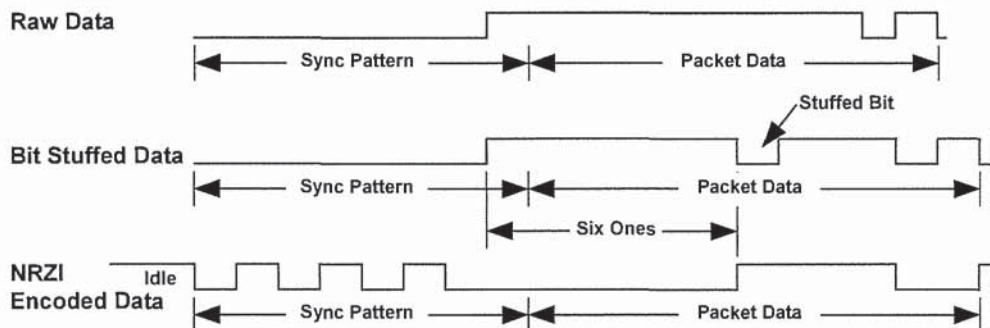 Raw Data
Sync Pattern
Packet Data
Stuffed Bit
Bit Stuffed Data
Sync Pattern
Packet Data
Six Ones
NRZI
Idle
Encoded Data
Sync Pattern
Packet Data